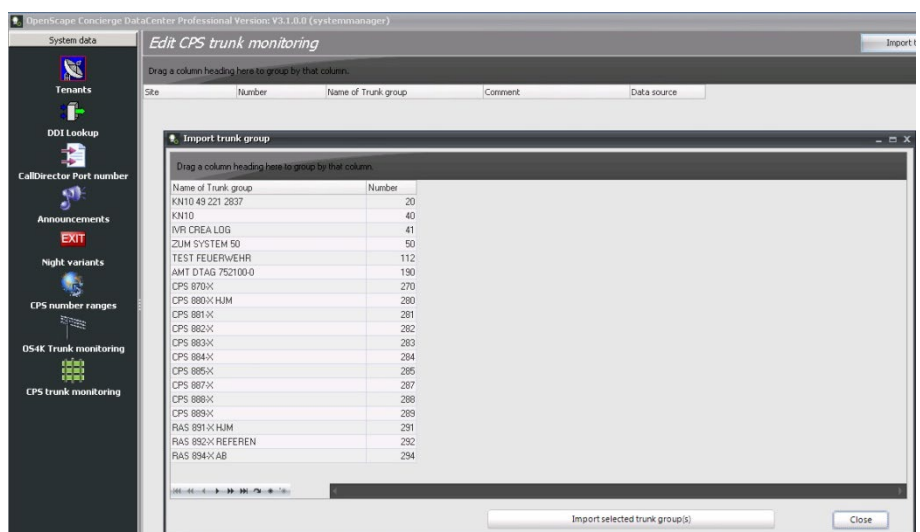 OpenScape Concierge DataCenter Professional Version: V3.1.0.0 (systemmanager)
System data
Edit CPS trunk monitoring
Import t
Drag a column heading here to group by that column.
Site Number Name of Trunk group Comment Data source
Tenants
DDI Lookup
CallDirector Port number
Announcements
EXIT
Night variants
CPS number ranges
OS4K Trunk monitoring
CPS trunk monitoring
Import trunk group
Drag a column heading here to group by that column.
Name of Trunk group Number
KN10 49 221 2837 20
KN10 40
IVR CREA LOG 41
ZUM SYSTEM 50 50
TEST FEUERWEHR 112
AMT DTAG 752100-0 190
CPS 870-X 270
CPS 880-X HJM 280
CPS 881-X 281
CPS 882-X 282
CPS 883-X 283
CPS 884-X 284
CPS 885-X 285
CPS 887-X 287
CPS 888-X 288
CPS 889-X 289
RAS 891-X HJM 291
RAS 892-X REFEREN 292
RAS 894-X AB 294
Import selected trunk group(s)
Close